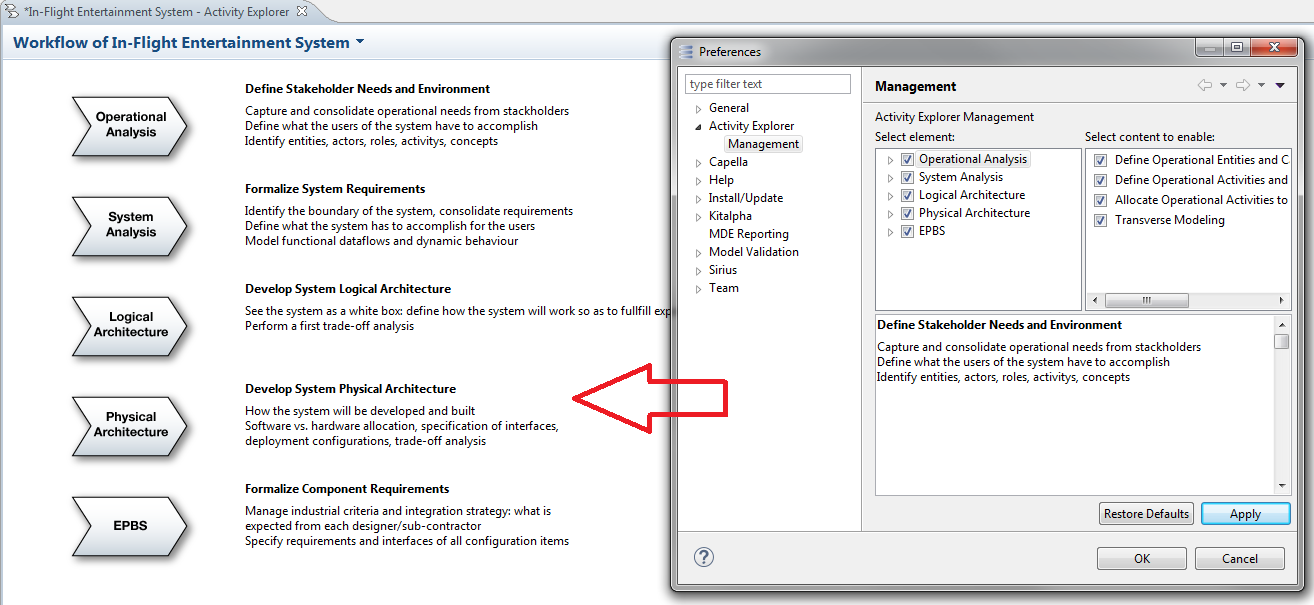 *In-Flight Entertainment System - Activity Explorer
Workflow of In-Flight Entertainment System
Operational
Analysis
Define Stakeholder Needs and Environment
Capture and consolidate operational needs from stackholders
Define what the users of the system have to accomplish
Identify entities, actors, roles, activitys, concepts
System
Analysis
Formalize System Requirements
Identify the boundary of the system, consolidate requirements
Define what the system has to accomplish for the users
Model functional dataflows and dynamic behaviour
Logical
Architecture
Develop System Logical Architecture
See the system as a white box: define how the system will work so as to fullfill exp
Perform a first trade-off analysis
Physical
Architecture
Develop System Physical Architecture
How the system will be developed and built
Software vs. hardware allocation, specification of interfaces,
deployment configurations, trade-off analysis
EPBS
Formalize Component Requirements
Manage industrial criteria and integration strategy: what is
expected from each designer/sub-contractor
Specify requirements and interfaces of all configuration items
Preferences
type filter text
General
Activity Explorer
Management
Capella
Help
Install/Update
Kitalpha
MDE Reporting
Model Validation
Sirius
Team
Management
Activity Explorer Management
Select element:
Operational Analysis
System Analysis
Logical Architecture
Physical Architecture
EPBS
Select content to enable:
Define Operational Entities and C
Define Operational Activities and
Allocate Operational Activities to
Transverse Modeling
Define Stakeholder Needs and Environment
Capture and consolidate operational needs from stackholders
Define what the users of the system have to accomplish
Identify entities, actors, roles, activitys, concepts
Restore Defaults
Apply
OK
Cancel